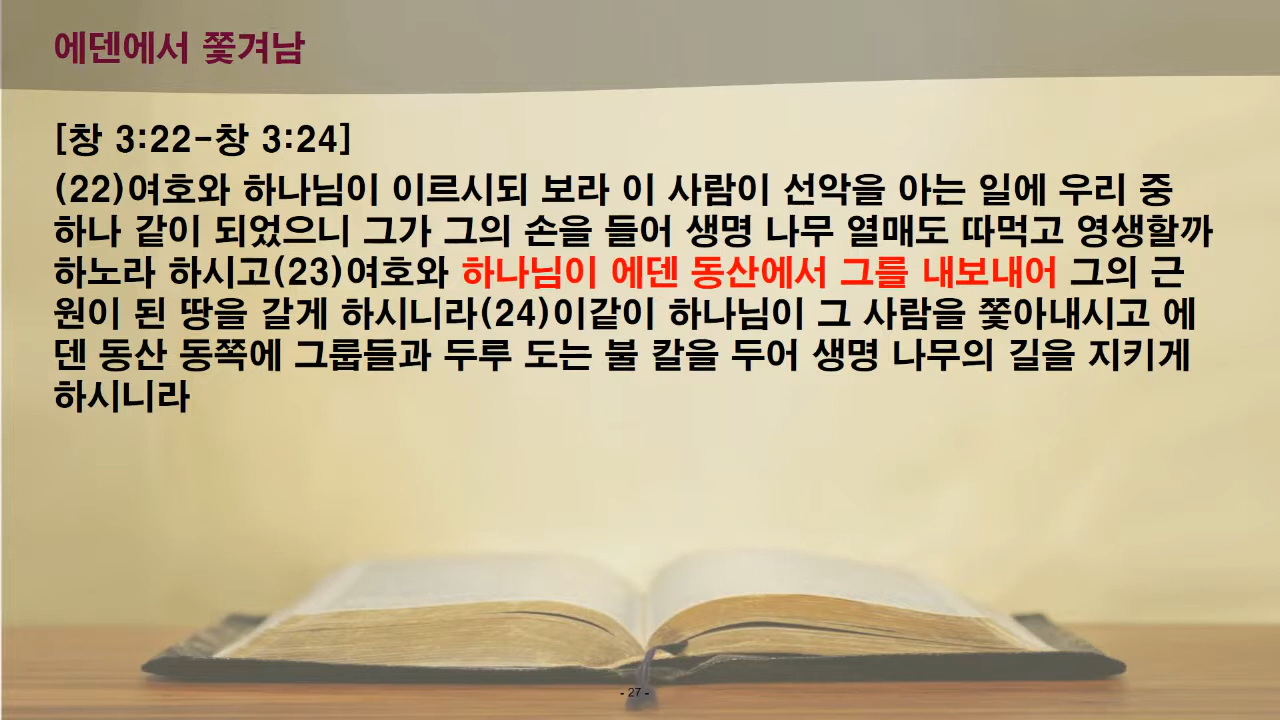 에덴에서 쫓겨남
[창 3:22-창 3:24]
(22)여호와 하나님이 이르시되 보라 이 사람이 선악을 아는 일에 우리 중
하나 같이 되었으니 그가 그의 손을 들어 생명 나무 열매도 따먹고 영생할까
하노라 하시고(23)여호와 하나님이 에덴 동산에서 그를 내보내어 그의 근
원이 된 땅을 갈게 하시니라(24)이같이 하나님이 그 사람을 쫓아내시고 에
덴 동산 동쪽에 그룹들과 두루 도는 불 칼을 두어 생명 나무의 길을 지키게
하시니라
- 27 -